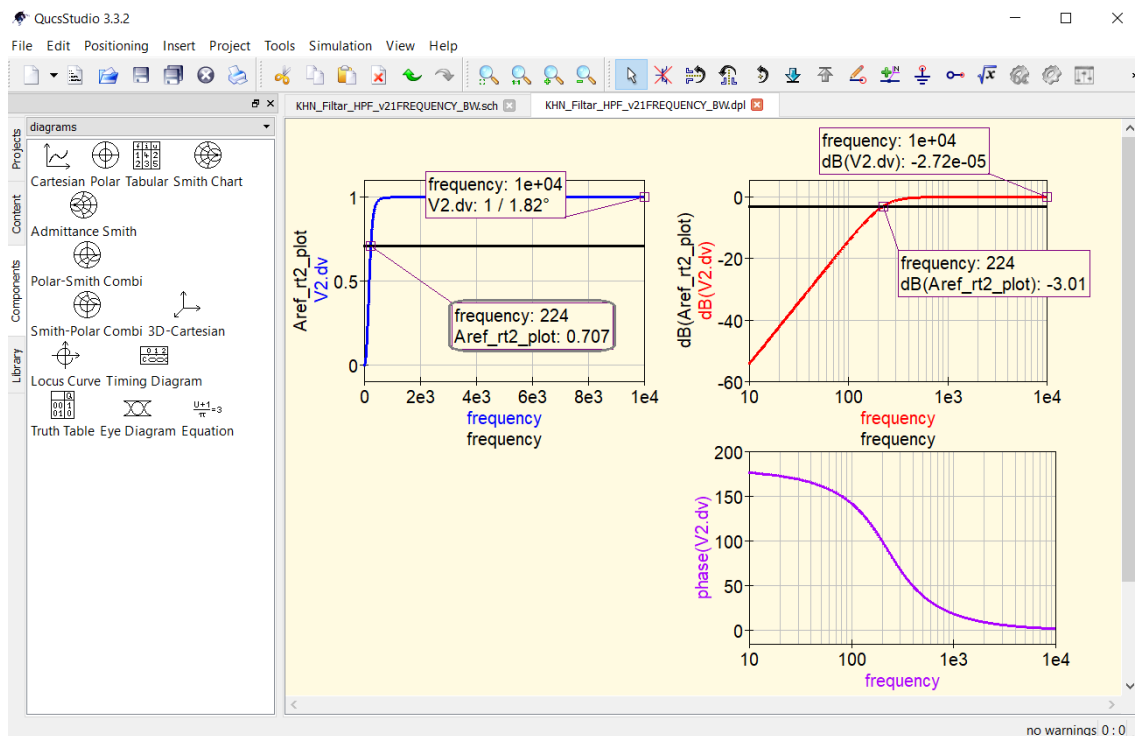 QucsStudio 3.3.2
File Edit Positioning Insert Project Tools Simulation View Help
Projects
Content
Components
Library
diagrams
Cartesian Polar Tabular Smith Chart
Admittance Smith
Polar-Smith Combi
Smith-Polar Combi 3D-Cartesian
Locus Curve Timing Diagram
Truth Table Eye Diagram Equation
KHN_Filtar_HPF_v21FREQUENCY_BW.sch
KHN_Filtar_HPF_v21FREQUENCY_BW.dpl
Aref_rt2_plot
V2.dv
1
0.5
0
0 2e3 4e3 6e3 8e3 1e4
frequency
frequency
frequency: 1e+04
V2.dv: 1 / 1.82°
frequency: 224
Aref_rt2_plot: 0.707
dB(Aref_rt2_plot)
dB(V2.dv)
0
-20
-40
-60
10 100 1e3 1e4
frequency
frequency
frequency: 1e+04
dB(V2.dv): -2.72e-05
frequency: 224
dB(Aref_rt2_plot): -3.01
phase(V2.dv)
200
150
100
50
0
10 100 1e3 1e4
frequency
no warnings 0 : 0